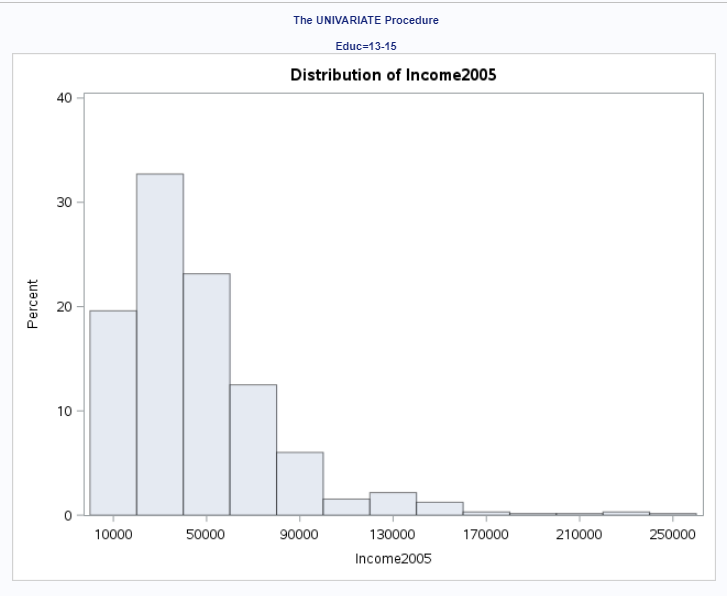 The UNIVARIATE Procedure
Educ=13-15
Distribution of Income2005
40
30
20
10
0
Percent
10000 50000 90000 130000 170000 210000 250000
Income2005